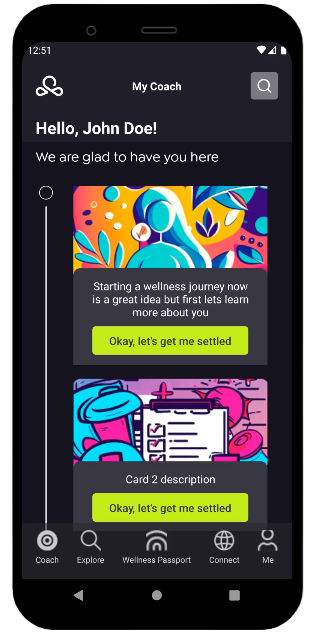 12:51
My Coach
Hello, John Doe!
We are glad to have you here
Starting a wellness journey now
is a great idea but first lets learn
more about you
Okay, let's get me settled
Card 2 description
Okay, let's get me settled
Coach Explore Wellness Passport Connect Me